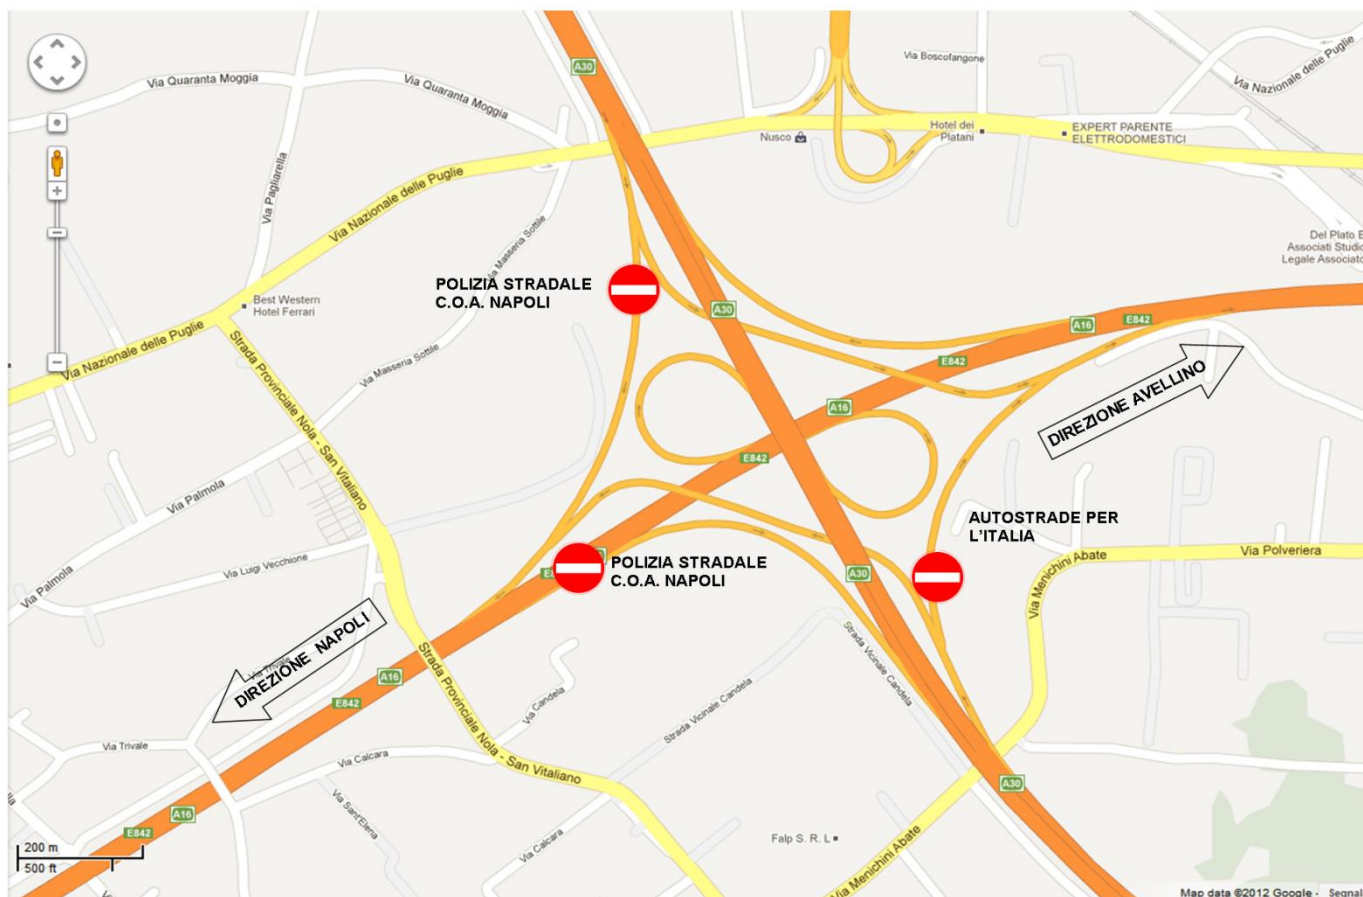 A30
Via Boscofangone
Via Nazionale delle Puglie
Via Quaranta Moggia
Via Quaranta Moggia
Hotel dei
Platani
EXPERT PARENTE
ELETTRODOMESTICI
Nusco
Via Pagliarella
Via Nazionale delle Puglie
Via Masseria Sottile
Del Plato E
Associati Studio
Legale Associato
POLIZIA STRADALE
C.O.A. NAPOLI
Best Western
Hotel Ferrari
A30
A16
E842
Via Nazionale delle Puglie
Strada Provinciale Nola - San Vitaliano
Via Masseria Sottile
E842
DIREZIONE AVELLINO
A16
E842
Via Palmola
AUTOSTRADE PER
L'ITALIA
Via Polveriera
Via Menichini Abate
POLIZIA STRADALE
C.O.A. NAPOLI
A30
Via Luigi Vecchione
Via Palmola
DIREZIONE NAPOLI
Via Trivale
Strada Provinciale Nola - San Vitaliano
Strada Vicinale Candela
A16
E842
Via Candela
Strada Vicinale Candela
Via Trivale
Via Calcara
A30
A16
E842
Via Sant'Elena
Via Calcara
Falp S. R. L
Via Menichini Abate
200 m
500 ft
Map data ©2012 Google -